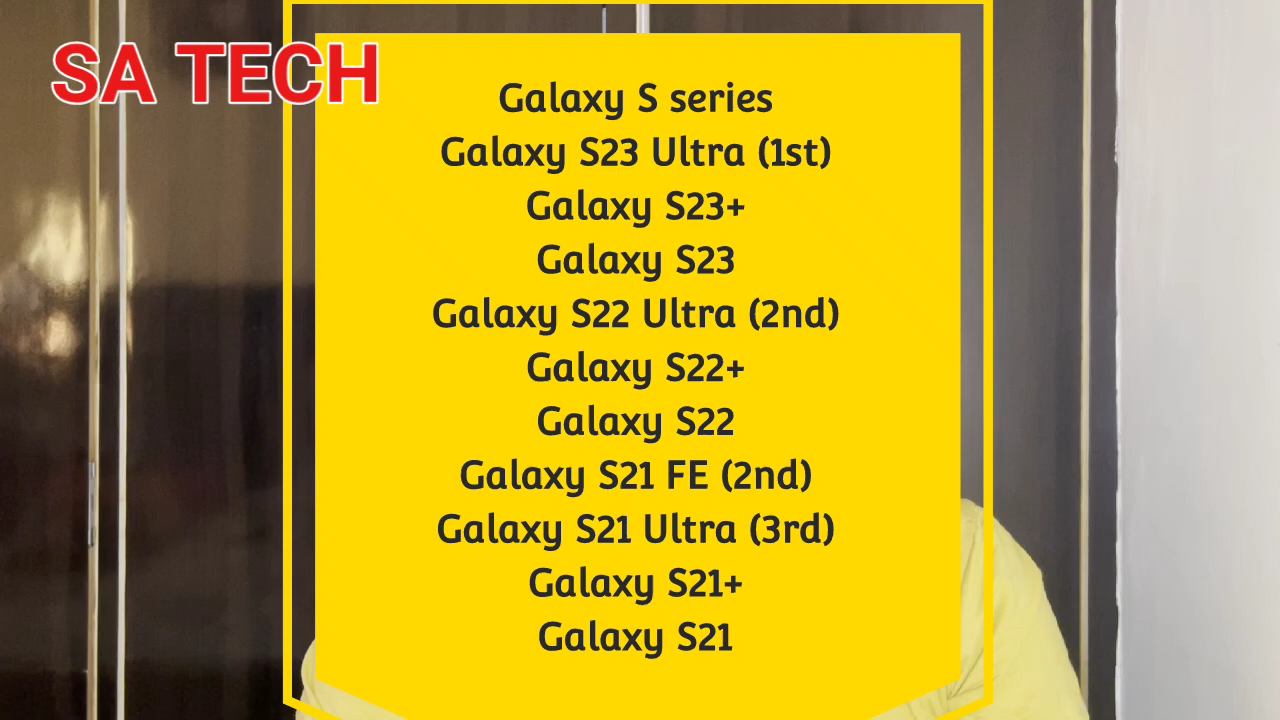 SA TECH
Galaxy S series
Galaxy S23 Ultra (1st)
Galaxy S23+
Galaxy S23
Galaxy S22 Ultra (2nd)
Galaxy S22+
Galaxy S22
Galaxy S21 FE (2nd)
Galaxy S21 Ultra (3rd)
Galaxy S21+
Galaxy S21